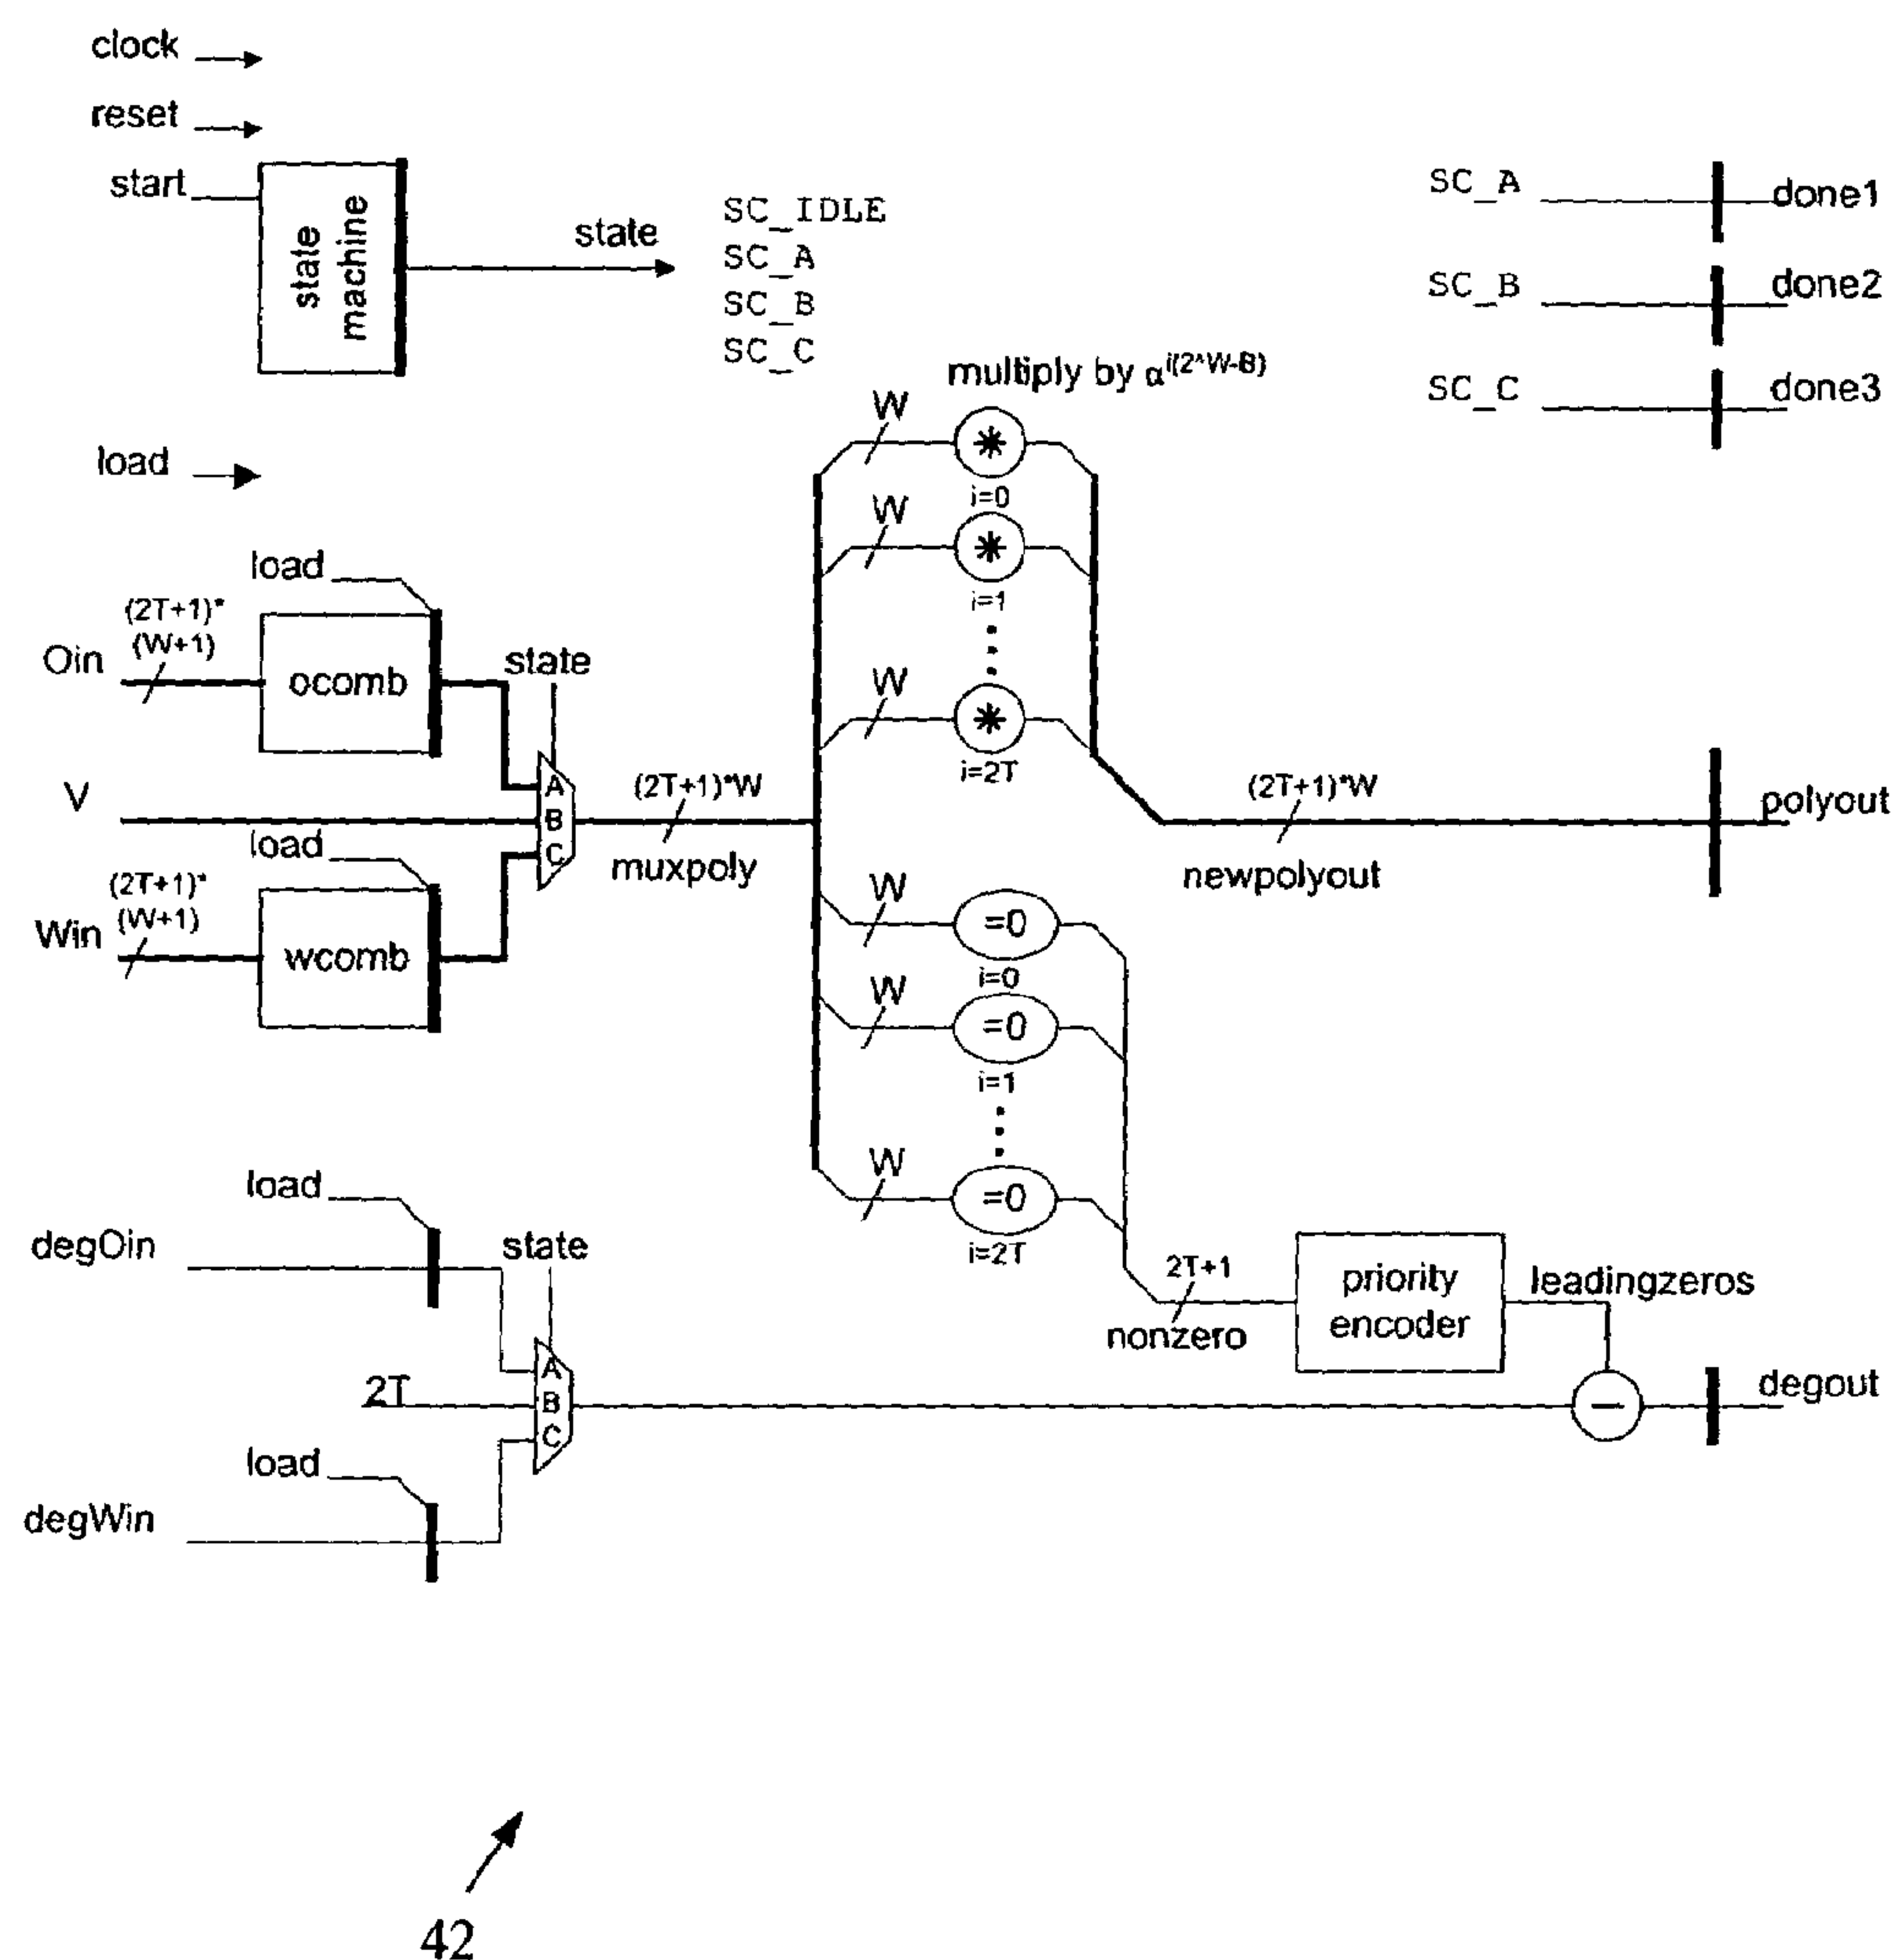 clock
reset
start
state
machine
state
SC_IDLE
SC_A
SC_B
SC_C
SC_A
done1
SC_B
done2
SC_C
done3
multiply by α^i(2^W-B)
load
W
*
i=0
W
*
i=1
W
*
i=2T
load
(2T+1)*
(W+1)
Oin
ocomb
state
V
A
B
C
(2T+1)*W
muxpoly
(2T+1)*W
newpolyout
polyout
load
(2T+1)*
(W+1)
Win
wcomb
W
=0
i=0
W
=0
i=1
W
=0
i=2T
load
degOin
state
2T
A
B
C
load
degWin
2T+1
nonzero
priority
encoder
leadingzeros
−
degout
42